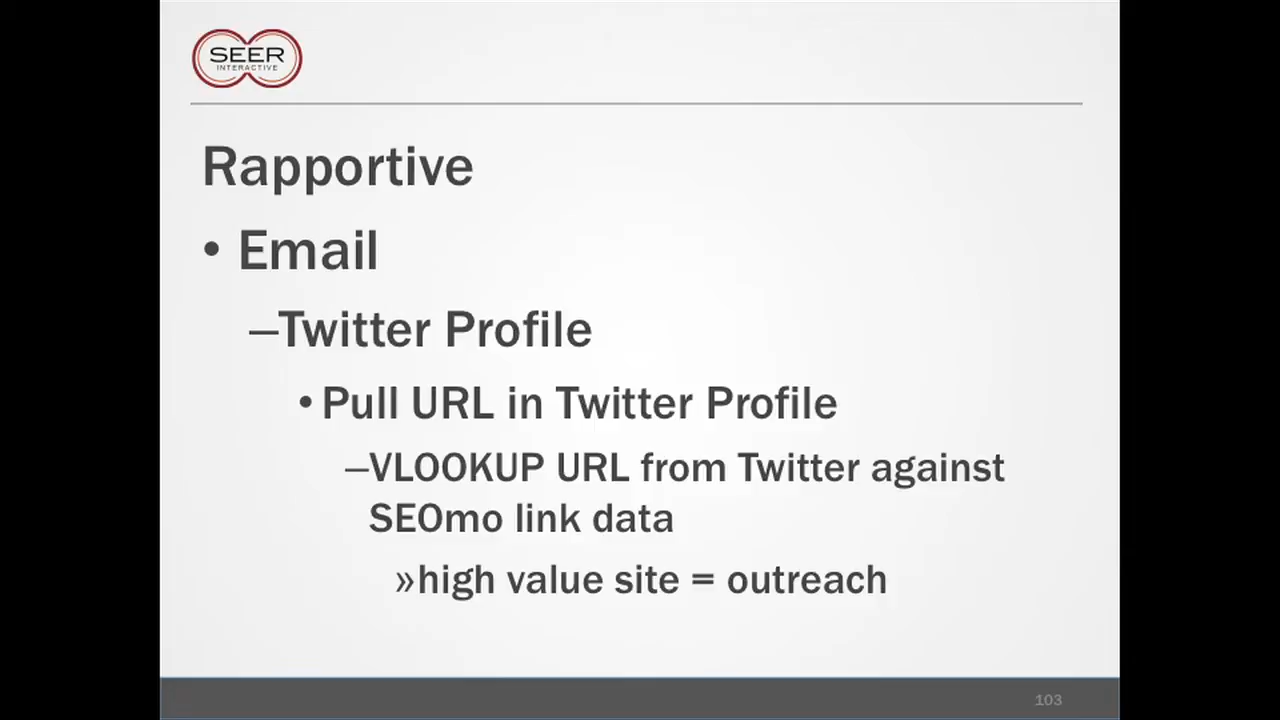 SEER
INTERACTIVE
Rapportive
• Email
–Twitter Profile
• Pull URL in Twitter Profile
–VLOOKUP URL from Twitter against
SEOmo link data
»high value site = outreach
103